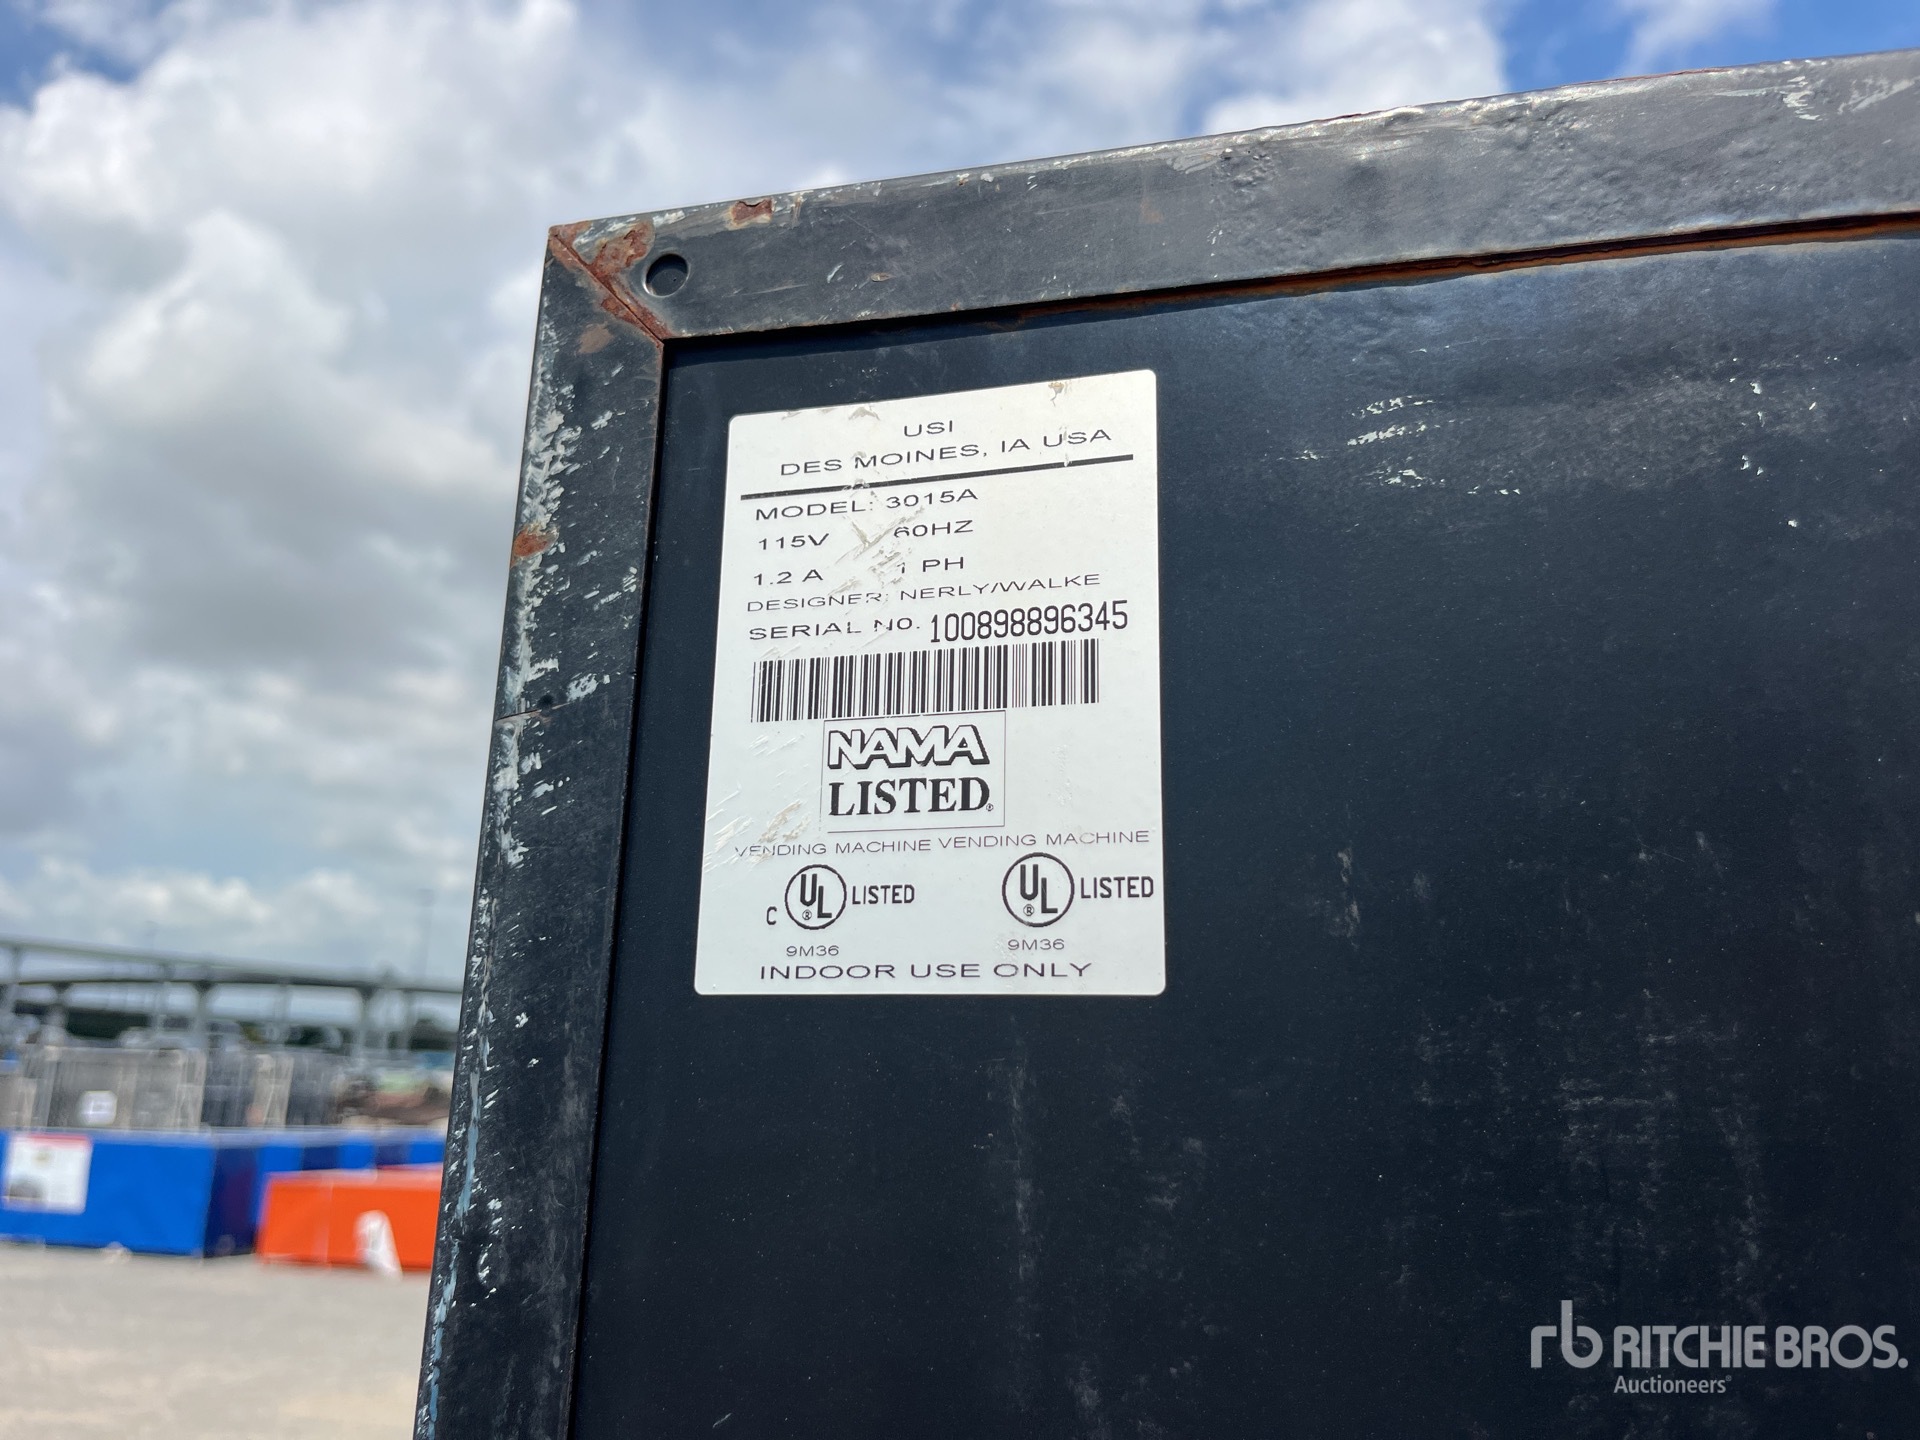 USI
DES MOINES, IA USA
MODEL: 3015A
115V 60HZ
1.2 A 1 PH
DESIGNER: NERLY/WALKE
SERIAL NO. 100898896345
NAMA
LISTED®
VENDING MACHINE VENDING MACHINE
C UL® LISTED UL® LISTED
9M36 9M36
INDOOR USE ONLY
rb RITCHIE BROS.
Auctioneers®